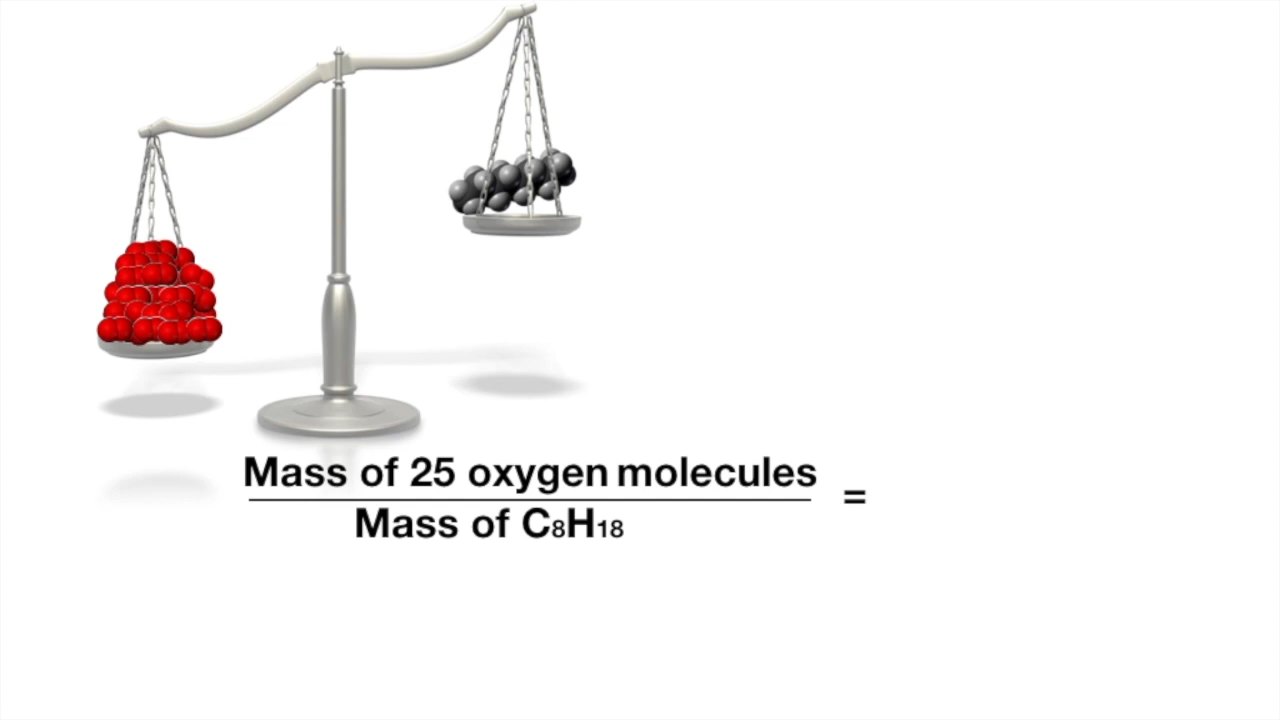 Mass of 25 oxygen molecules
=
Mass of C₈H₁₈